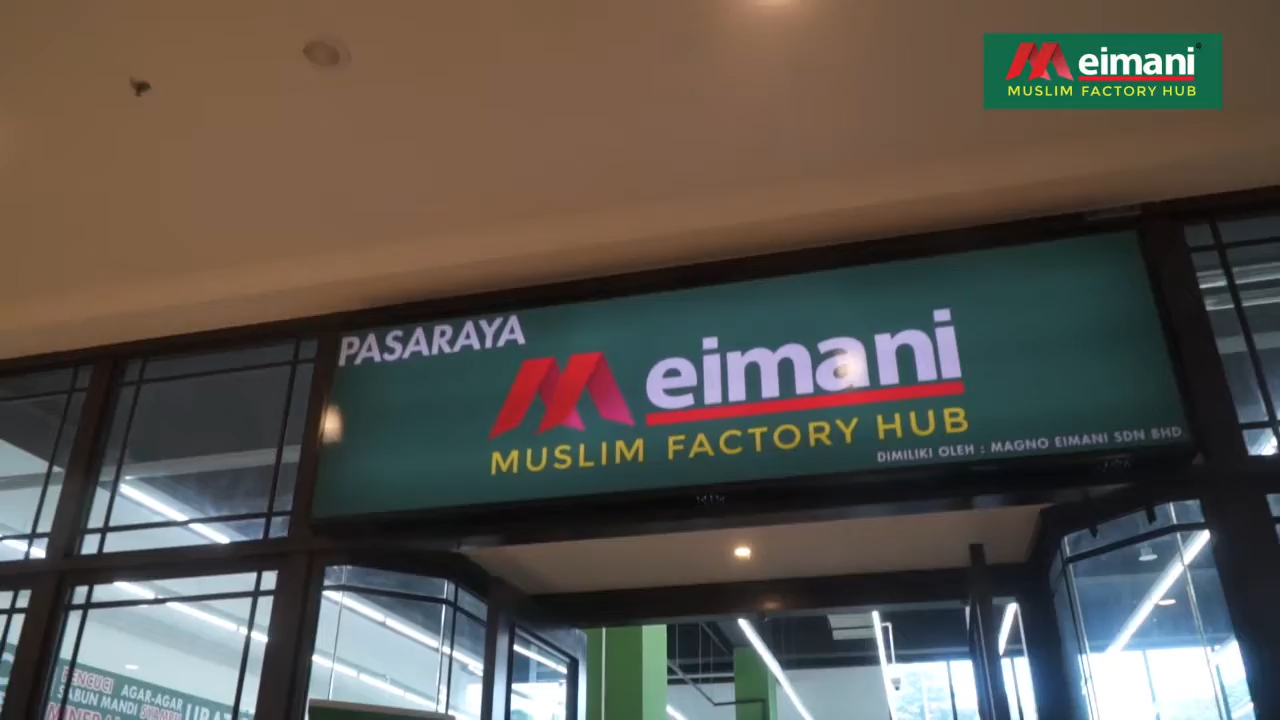 eimani
MUSLIM FACTORY HUB
PASARAYA
eimani
MUSLIM FACTORY HUB
DIMILIKI OLEH : MAGNO EIMANI SDN BHD
PENCUCI
AGAR-AGAR
SABUN MANDI